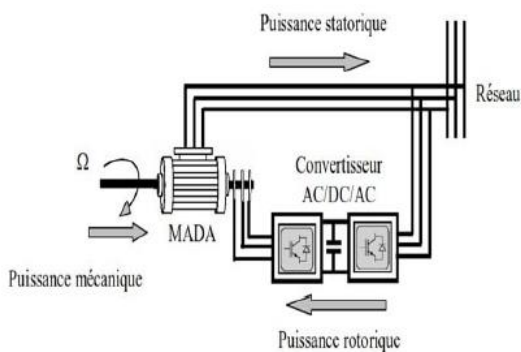 Puissance statorique
Réseau
Ω
Convertisseur
AC/DC/AC
MADA
Puissance mécanique
Puissance rotorique